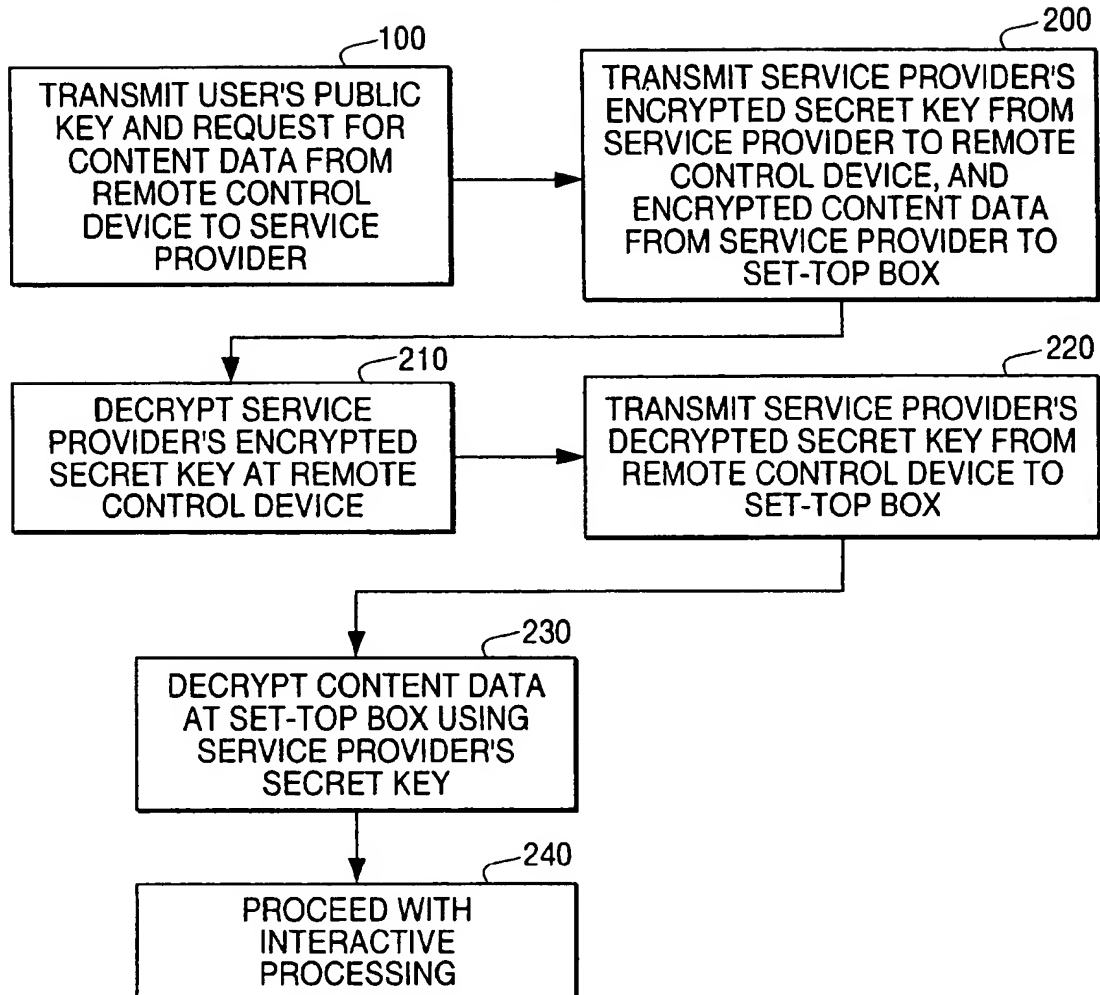 100
TRANSMIT USER'S PUBLIC
KEY AND REQUEST FOR
CONTENT DATA FROM
REMOTE CONTROL
DEVICE TO SERVICE
PROVIDER
200
TRANSMIT SERVICE PROVIDER'S
ENCRYPTED SECRET KEY FROM
SERVICE PROVIDER TO REMOTE
CONTROL DEVICE, AND
ENCRYPTED CONTENT DATA
FROM SERVICE PROVIDER TO
SET-TOP BOX
210
DECRYPT SERVICE
PROVIDER'S ENCRYPTED
SECRET KEY AT REMOTE
CONTROL DEVICE
220
TRANSMIT SERVICE PROVIDER'S
DECRYPTED SECRET KEY FROM
REMOTE CONTROL DEVICE TO
SET-TOP BOX
230
DECRYPT CONTENT DATA
AT SET-TOP BOX USING
SERVICE PROVIDER'S
SECRET KEY
240
PROCEED WITH
INTERACTIVE
PROCESSING